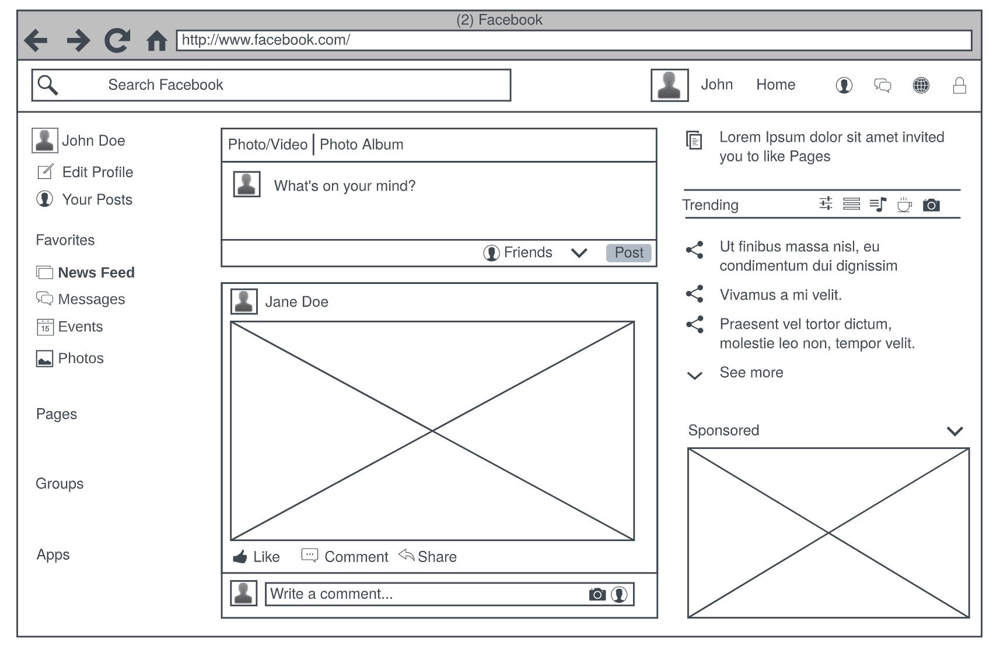 (2) Facebook
http://www.facebook.com/
Search Facebook
John
Home
John Doe
Edit Profile
Your Posts
Favorites
News Feed
Messages
15
Events
Photos
Pages
Groups
Apps
Photo/Video
Photo Album
What's on your mind?
Friends
Post
Jane Doe
Like
Comment
Share
Write a comment...
Lorem Ipsum dolor sit amet invited
you to like Pages
Trending
Ut finibus massa nisl, eu
condimentum dui dignissim
Vivamus a mi velit.
Praesent vel tortor dictum,
molestie leo non, tempor velit.
See more
Sponsored